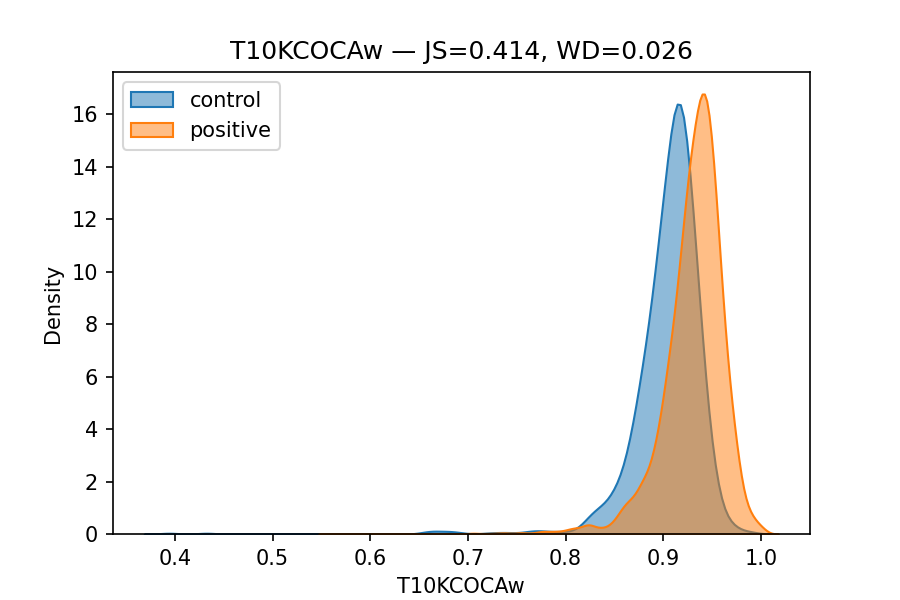 T10KCOCAw — JS=0.414, WD=0.026
control
positive
16
14
12
10
8
6
4
2
0
Density
0.4 0.5 0.6 0.7 0.8 0.9 1.0
T10KCOCAw